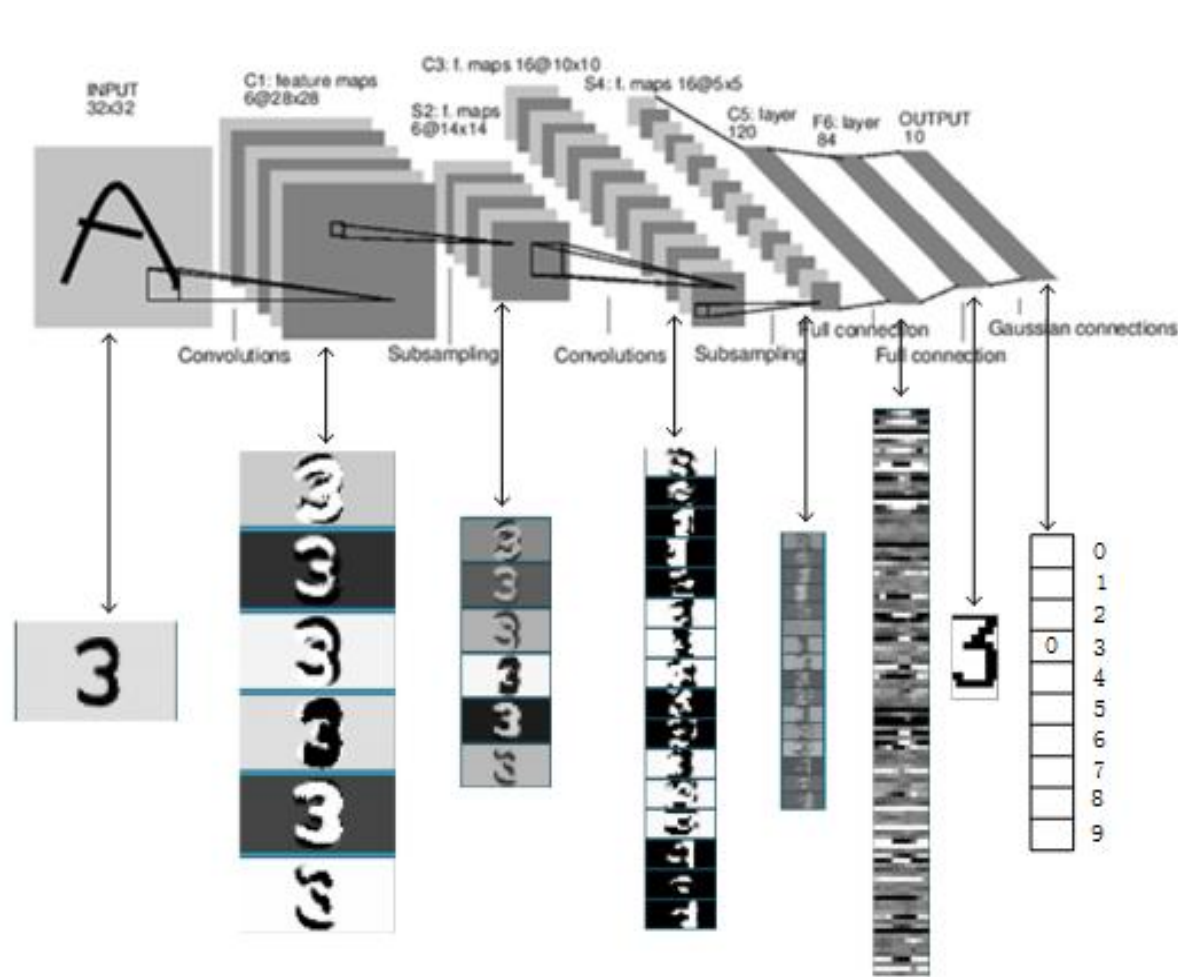 INPUT
32x32
C1: feature maps
6@28x28
S2: f. maps
6@14x14
C3: f. maps 16@10x10
S4: f. maps 16@5x5
C5: layer
120
F6: layer
84
OUTPUT
10
Convolutions
Subsampling
Convolutions
Subsampling
Full connection
Full connection
Gaussian connections
A
3
0
0
1
2
3
4
5
6
7
8
9